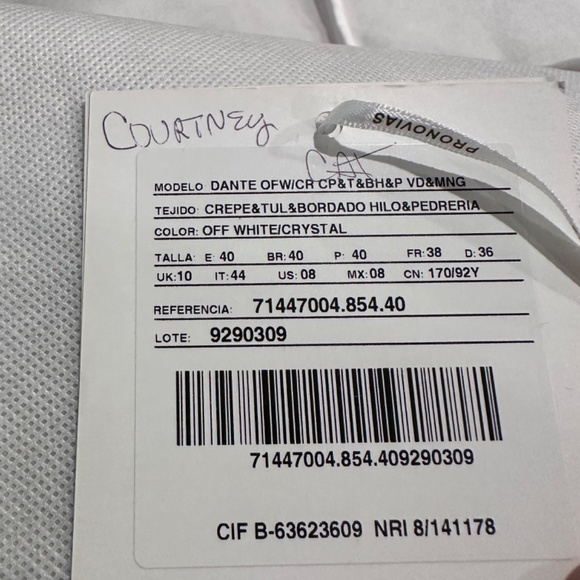 COURTNEY
PRONOVIAS
CAT
MODELO: DANTE OFW/CR CP&T&BH&P VD&MNG
TEJIDO: CREPE&TUL&BORDADO HILO&PEDRERIA
COLOR: OFF WHITE/CRYSTAL
TALLA: E: 40 BR: 40 P: 40 FR: 38 D: 36
UK: 10 IT: 44 US: 08 MX: 08 CN: 170/92Y
REFERENCIA: 71447004.854.40
LOTE: 9290309
71447004.854.409290309
CIF B-63623609 NRI 8/141178